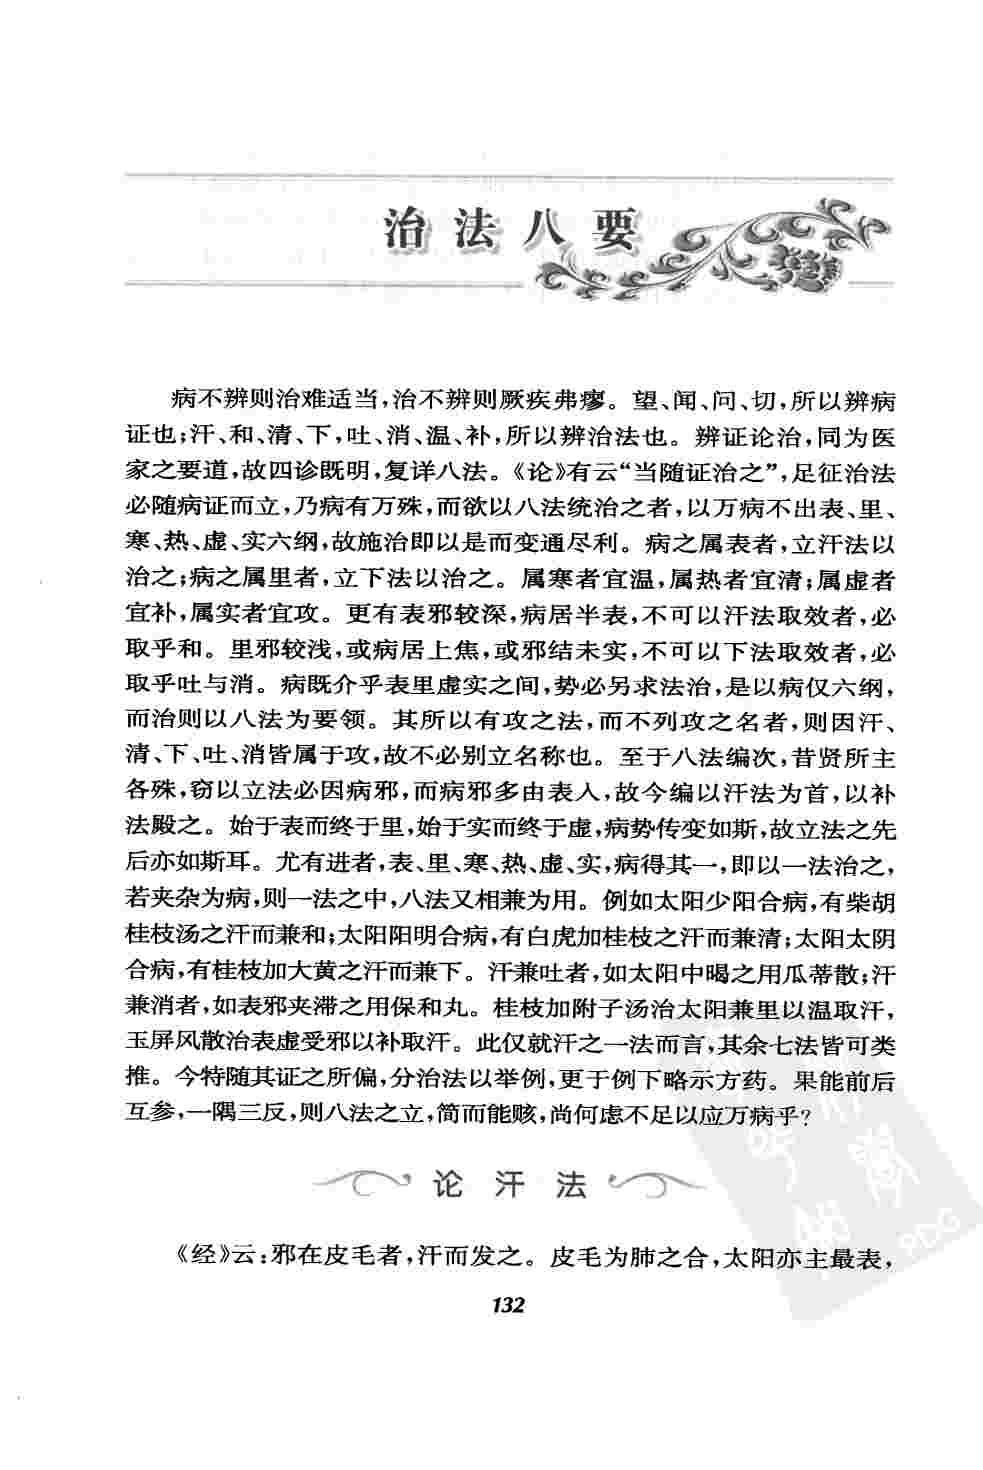 治法八要
病不辨则治难适当,治不辨则厥疾弗瘳。望、闻、问、切,所以辨病
证也;汗、和、清、下,吐、消、温、补,所以辨治法也。辨证论治,同为医
家之要道,故四诊既明,复详八法。《论》有云“当随证治之”,足征治法
必随病证而立,乃病有万殊,而欲以八法统治之者,以万病不出表、里、
寒、热、虚、实六纲,故施治即以是而变通尽利。病之属表者,立汗法以
治之;病之属里者,立下法以治之。属寒者宜温,属热者宜清;属虚者
宜补,属实者宜攻。更有表邪较深,病居半表,不可以汗法取效者,必
取乎和。里邪较浅,或病居上焦,或邪结未实,不可以下法取效者,必
取乎吐与消。病既介乎表里虚实之间,势必另求法治,是以病仅六纲,
而治则以八法为要领。其所以有攻之法,而不列攻之名者,则因汗、
清、下、吐、消皆属于攻,故不必别立名称也。至于八法编次,昔贤所主
各殊,窃以立法必因病邪,而病邪多由表入,故今编以汗法为首,以补
法殿之。始于表而终于里,始于实而终于虚,病势传变如斯,故立法之先
后亦如斯耳。尤有进者,表、里、寒、热、虚、实,病得其一,即以一法治之,
若夹杂为病,则一法之中,八法又相兼为用。例如太阳少阳合病,有柴胡
桂枝汤之汗而兼和;太阳阳明合病,有白虎加桂枝之汗而兼清;太阳太阴
合病,有桂枝加大黄之汗而兼下。汗兼吐者,如太阳中暍之用瓜蒂散;汗
兼消者,如表邪夹滞之用保和丸。桂枝加附子汤治太阳兼里以温取汗,
玉屏风散治表虚受邪以补取汗。此仅就汗之一法而言,其余七法皆可类
推。今特随其证之所偏,分治法以举例,更于例下略示方药。果能前后
互参,一隅三反,则八法之立,简而能赅,尚何虑不足以应万病乎?
论汗法
《经》云:邪在皮毛者,汗而发之。皮毛为肺之合,太阳亦主最表,
132
PDG